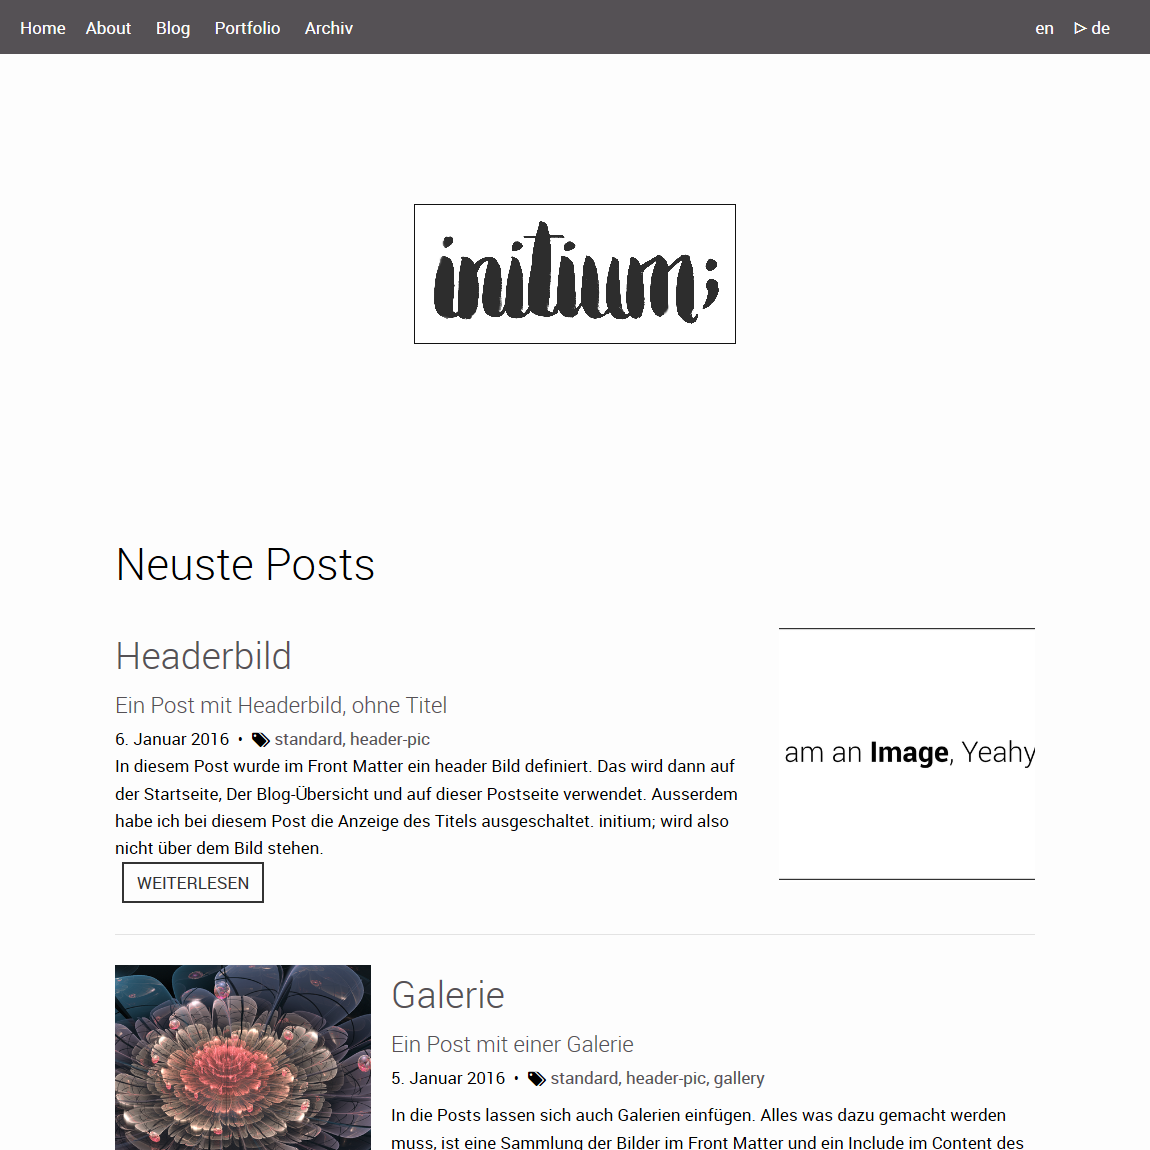 Home About Blog Portfolio Archiv en de
initium;
Neuste Posts
Headerbild
Ein Post mit Headerbild, ohne Titel
6. Januar 2016 • standard, header-pic
In diesem Post wurde im Front Matter ein header Bild definiert. Das wird dann auf
der Startseite, Der Blog-Übersicht und auf dieser Postseite verwendet. Ausserdem
habe ich bei diesem Post die Anzeige des Titels ausgeschaltet. initium; wird also
nicht über dem Bild stehen.
WEITERLESEN
am an Image, Yeahy
Galerie
Ein Post mit einer Galerie
5. Januar 2016 • standard, header-pic, gallery
In die Posts lassen sich auch Galerien einfügen. Alles was dazu gemacht werden
muss, ist eine Sammlung der Bilder im Front Matter und ein Include im Content des